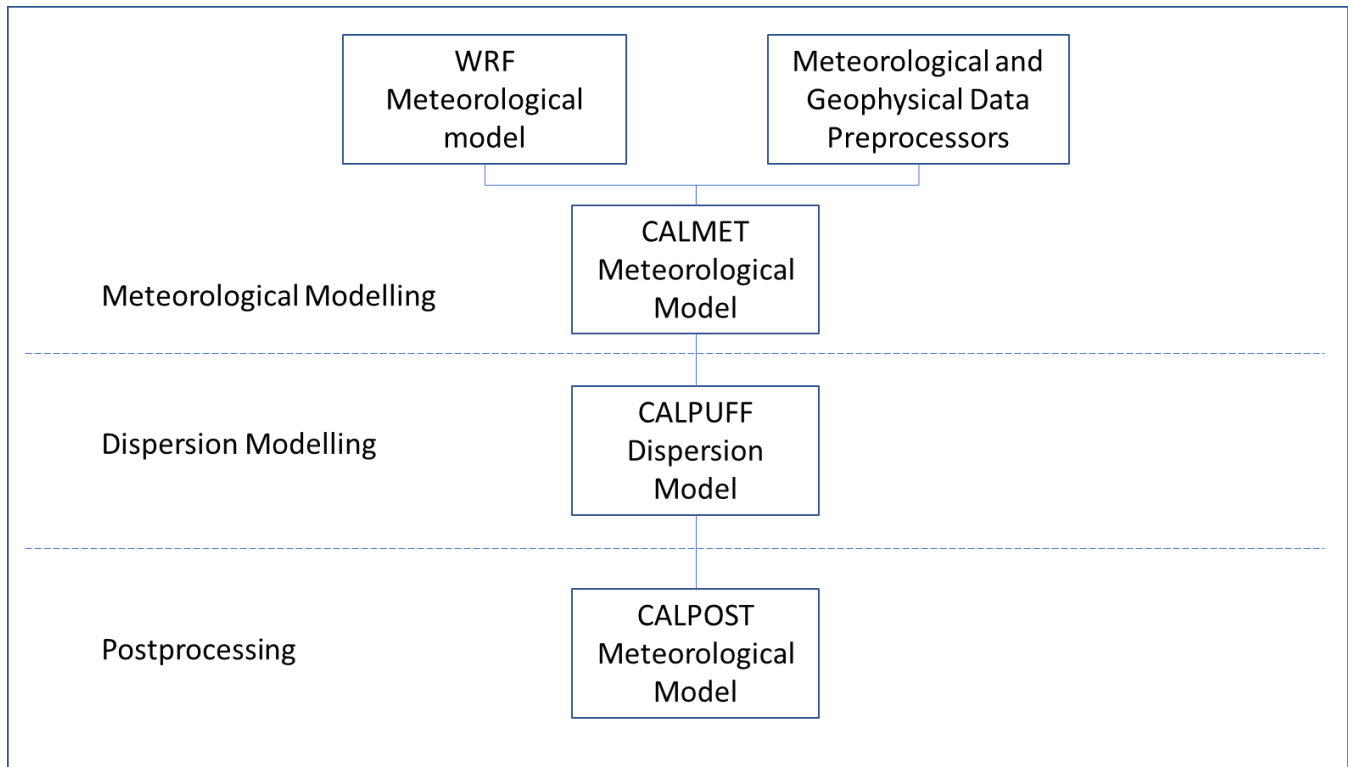 WRF
Meteorological
model
Meteorological and
Geophysical Data
Preprocessors
CALMET
Meteorological
Model
Meteorological Modelling
CALPUFF
Dispersion
Model
Dispersion Modelling
CALPOST
Meteorological
Model
Postprocessing